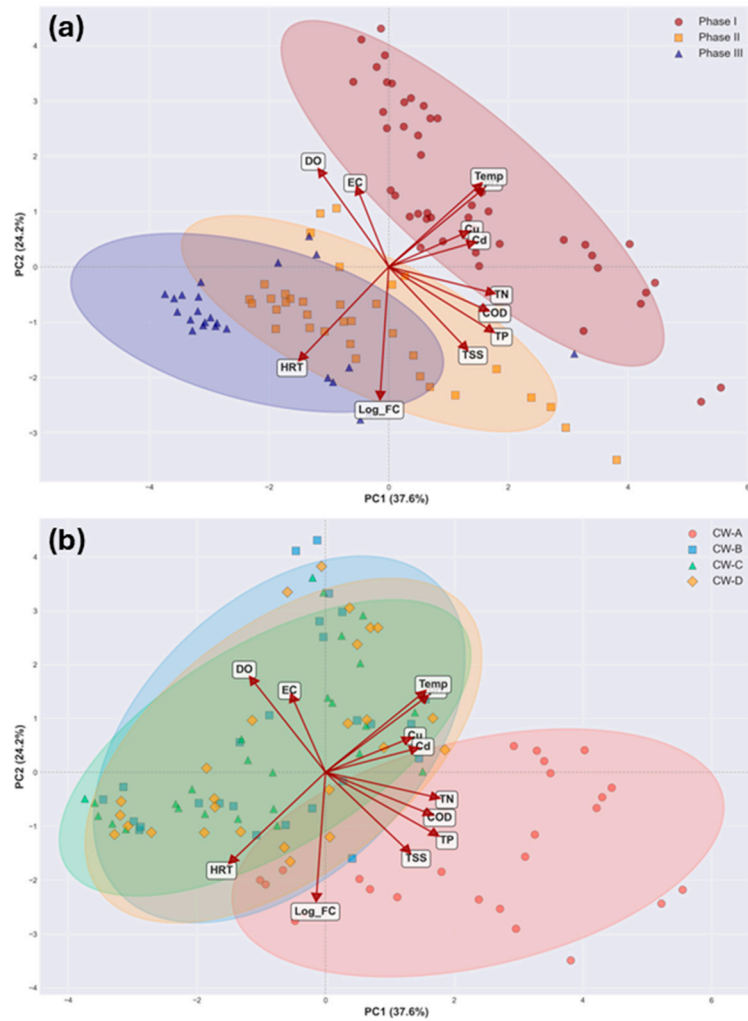 (a)
Phase I
Phase II
Phase III
4
3
2
1
0
−1
−2
−3
PC2 (24.2%)
DO
EC
Temp
Cu
Cd
TN
COD
TP
TSS
HRT
Log_FC
−4
−2
0
2
4
6
PC1 (37.6%)
(b)
CW-A
CW-B
CW-C
CW-D
4
3
2
1
0
−1
−2
−3
−4
PC2 (24.2%)
DO
EC
Temp
Cu
Cd
TN
COD
TP
TSS
HRT
Log_FC
−4
−2
0
2
4
6
PC1 (37.6%)